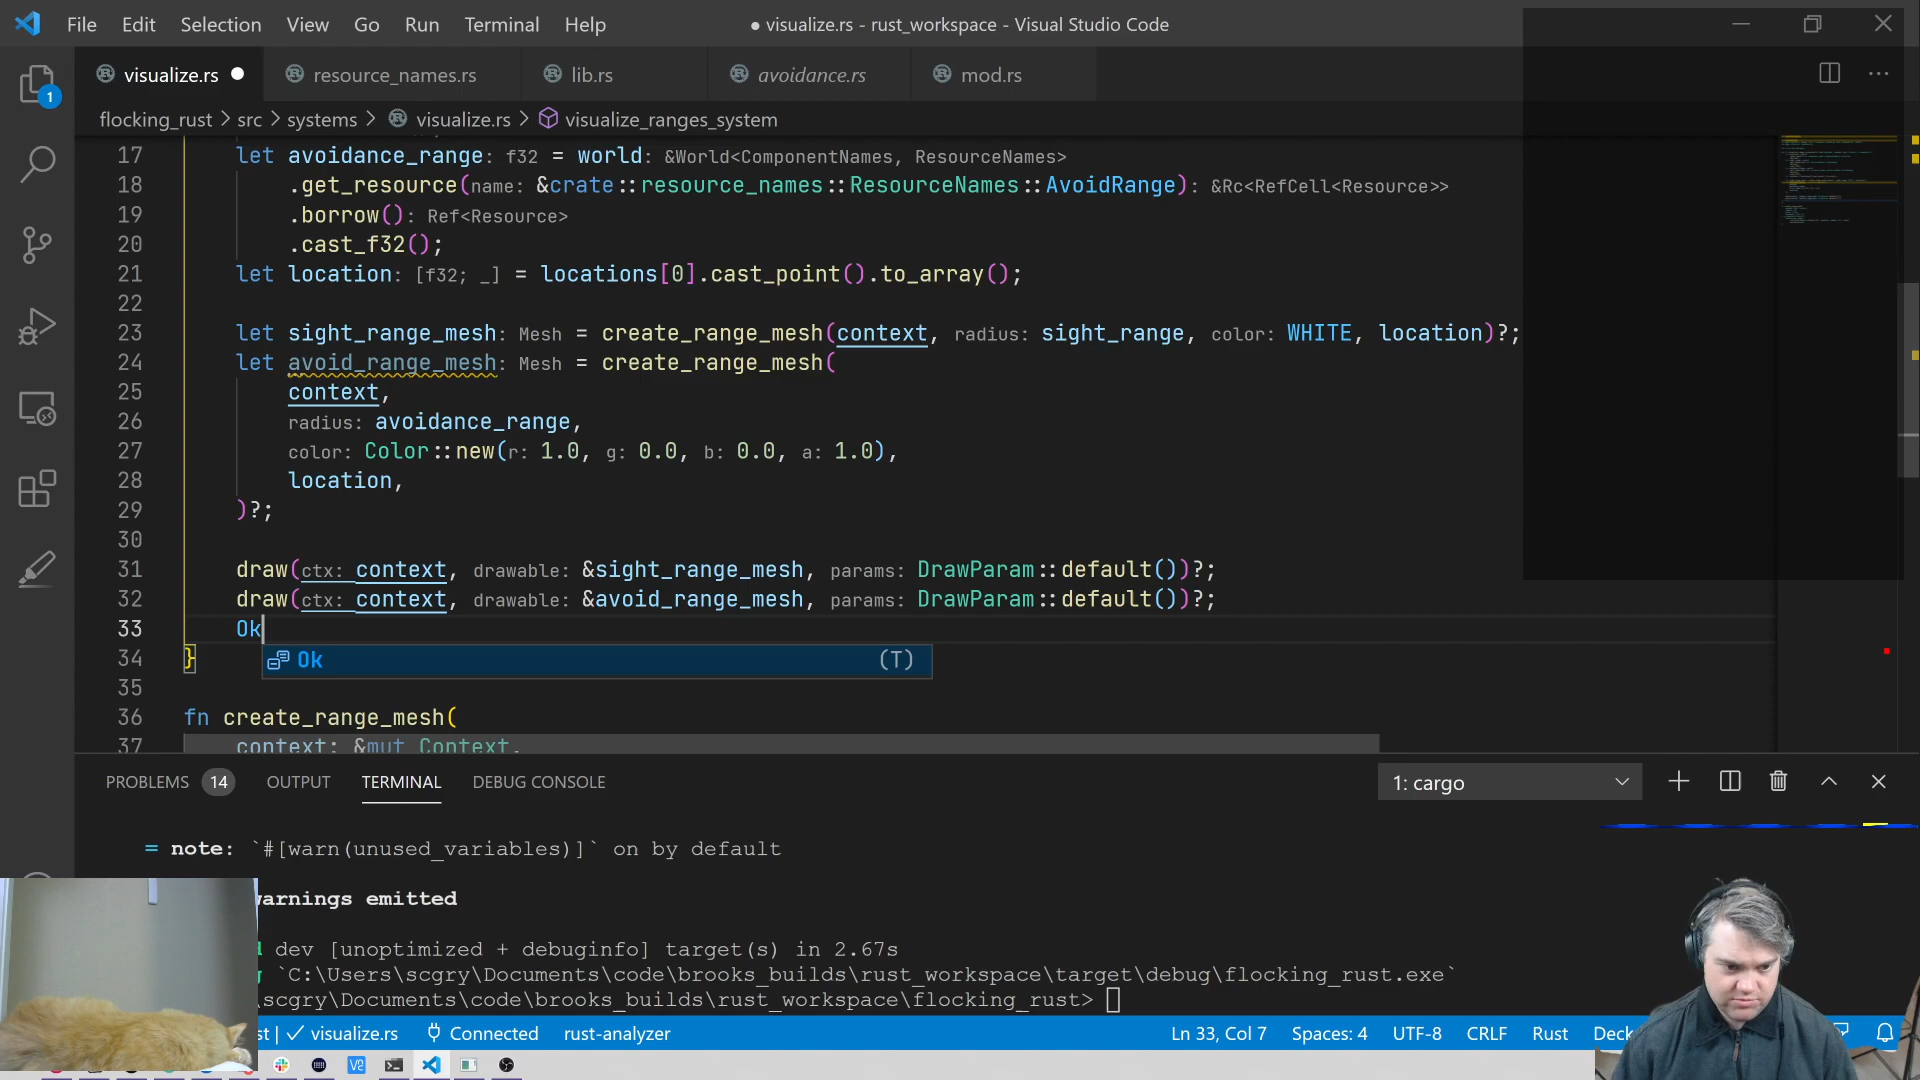 File Edit Selection View Go Run Terminal Help
● visualize.rs - rust_workspace - Visual Studio Code
visualize.rs ● resource_names.rs lib.rs avoidance.rs mod.rs
flocking_rust > src > systems > visualize.rs > visualize_ranges_system
17 let avoidance_range: f32 = world: &World<ComponentNames, ResourceNames>
18 .get_resource(name: &crate::resource_names::ResourceNames::AvoidRange): &Rc<RefCell<Resource>>
19 .borrow(): Ref<Resource>
20 .cast_f32();
21 let location: [f32; _] = locations[0].cast_point().to_array();
22
23 let sight_range_mesh: Mesh = create_range_mesh(context, radius: sight_range, color: WHITE, location)?;
24 let avoid_range_mesh: Mesh = create_range_mesh(
25 context,
26 radius: avoidance_range,
27 color: Color::new(r: 1.0, g: 0.0, b: 0.0, a: 1.0),
28 location,
29 )?;
30
31 draw(ctx: context, drawable: &sight_range_mesh, params: DrawParam::default())?;
32 draw(ctx: context, drawable: &avoid_range_mesh, params: DrawParam::default())?;
33 Ok
34 }
Ok (T)
35
36 fn create_range_mesh(
37 context: &mut Context,
PROBLEMS 14 OUTPUT TERMINAL DEBUG CONSOLE 1: cargo
= note: `#[warn(unused_variables)]` on by default
warnings emitted
d dev [unoptimized + debuginfo] target(s) in 2.67s
g `C:\Users\scgry\Documents\code\brooks_builds\rust_workspace\target\debug\flocking_rust.exe`
\scgry\Documents\code\brooks_builds\rust_workspace\flocking_rust>
st | ✓ visualize.rs Connected rust-analyzer Ln 33, Col 7 Spaces: 4 UTF-8 CRLF Rust Deck